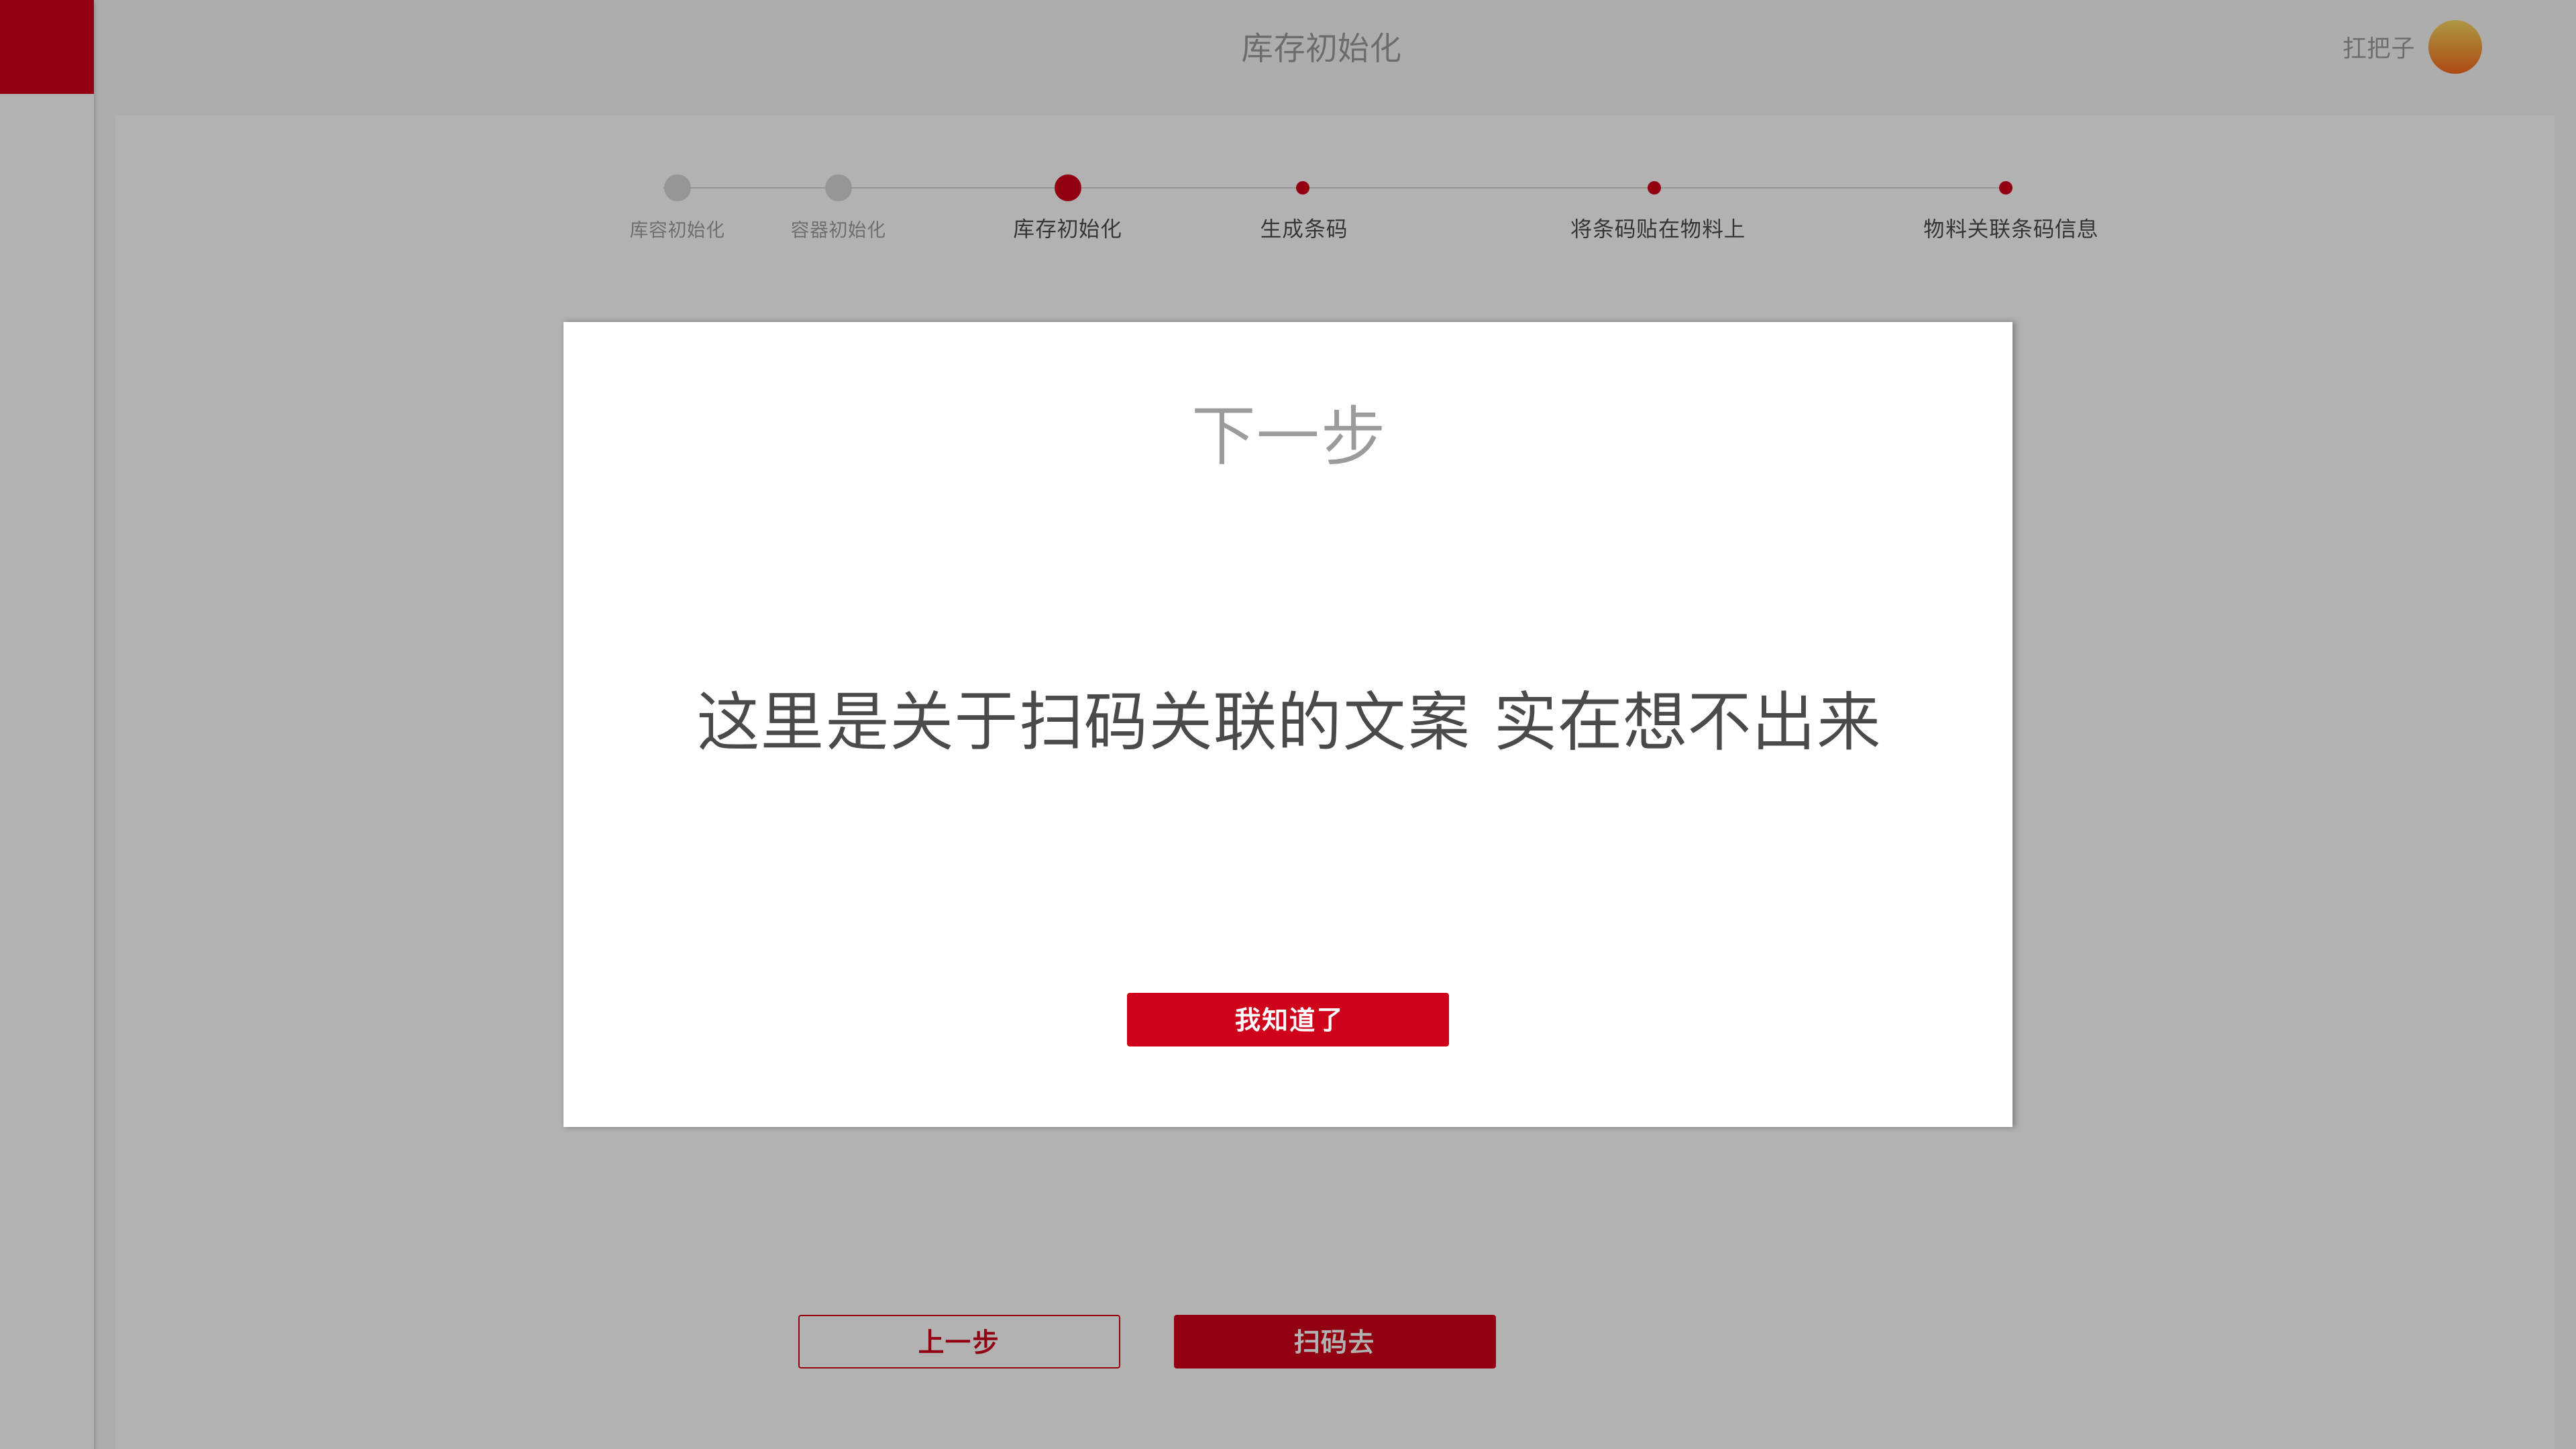 库存初始化
扛把子
库容初始化
容器初始化
库存初始化
生成条码
将条码贴在物料上
物料关联条码信息
下一步
这里是关于扫码关联的文案 实在想不出来
我知道了
上一步
扫码去